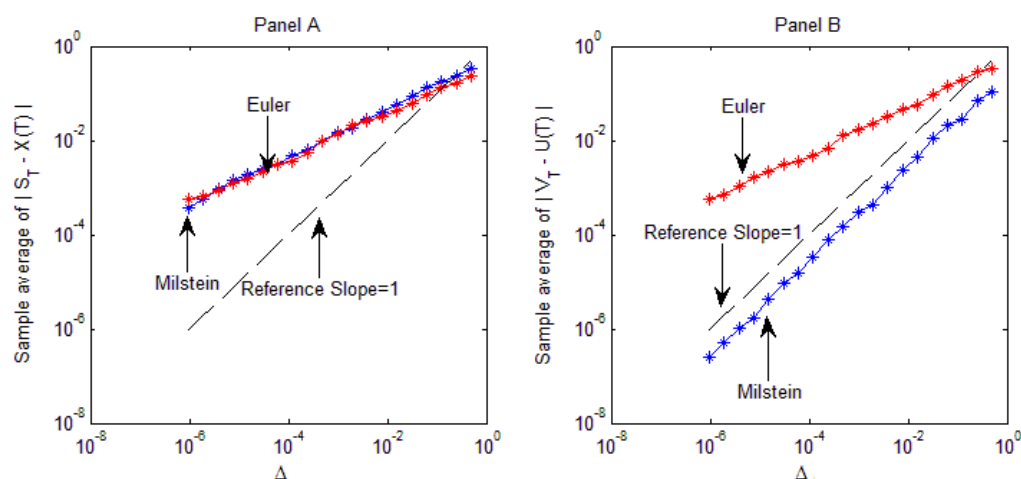 Panel A
Sample average of | S_T - X(T) |
10^0
10^-2
10^-4
10^-6
10^-8
Euler
Milstein
Reference Slope=1
10^-8
10^-6
10^-4
10^-2
10^0
Δ
Panel B
Sample average of | V_T - U(T) |
10^0
10^-2
10^-4
10^-6
10^-8
Euler
Reference Slope=1
Milstein
10^-8
10^-6
10^-4
10^-2
10^0
Δ